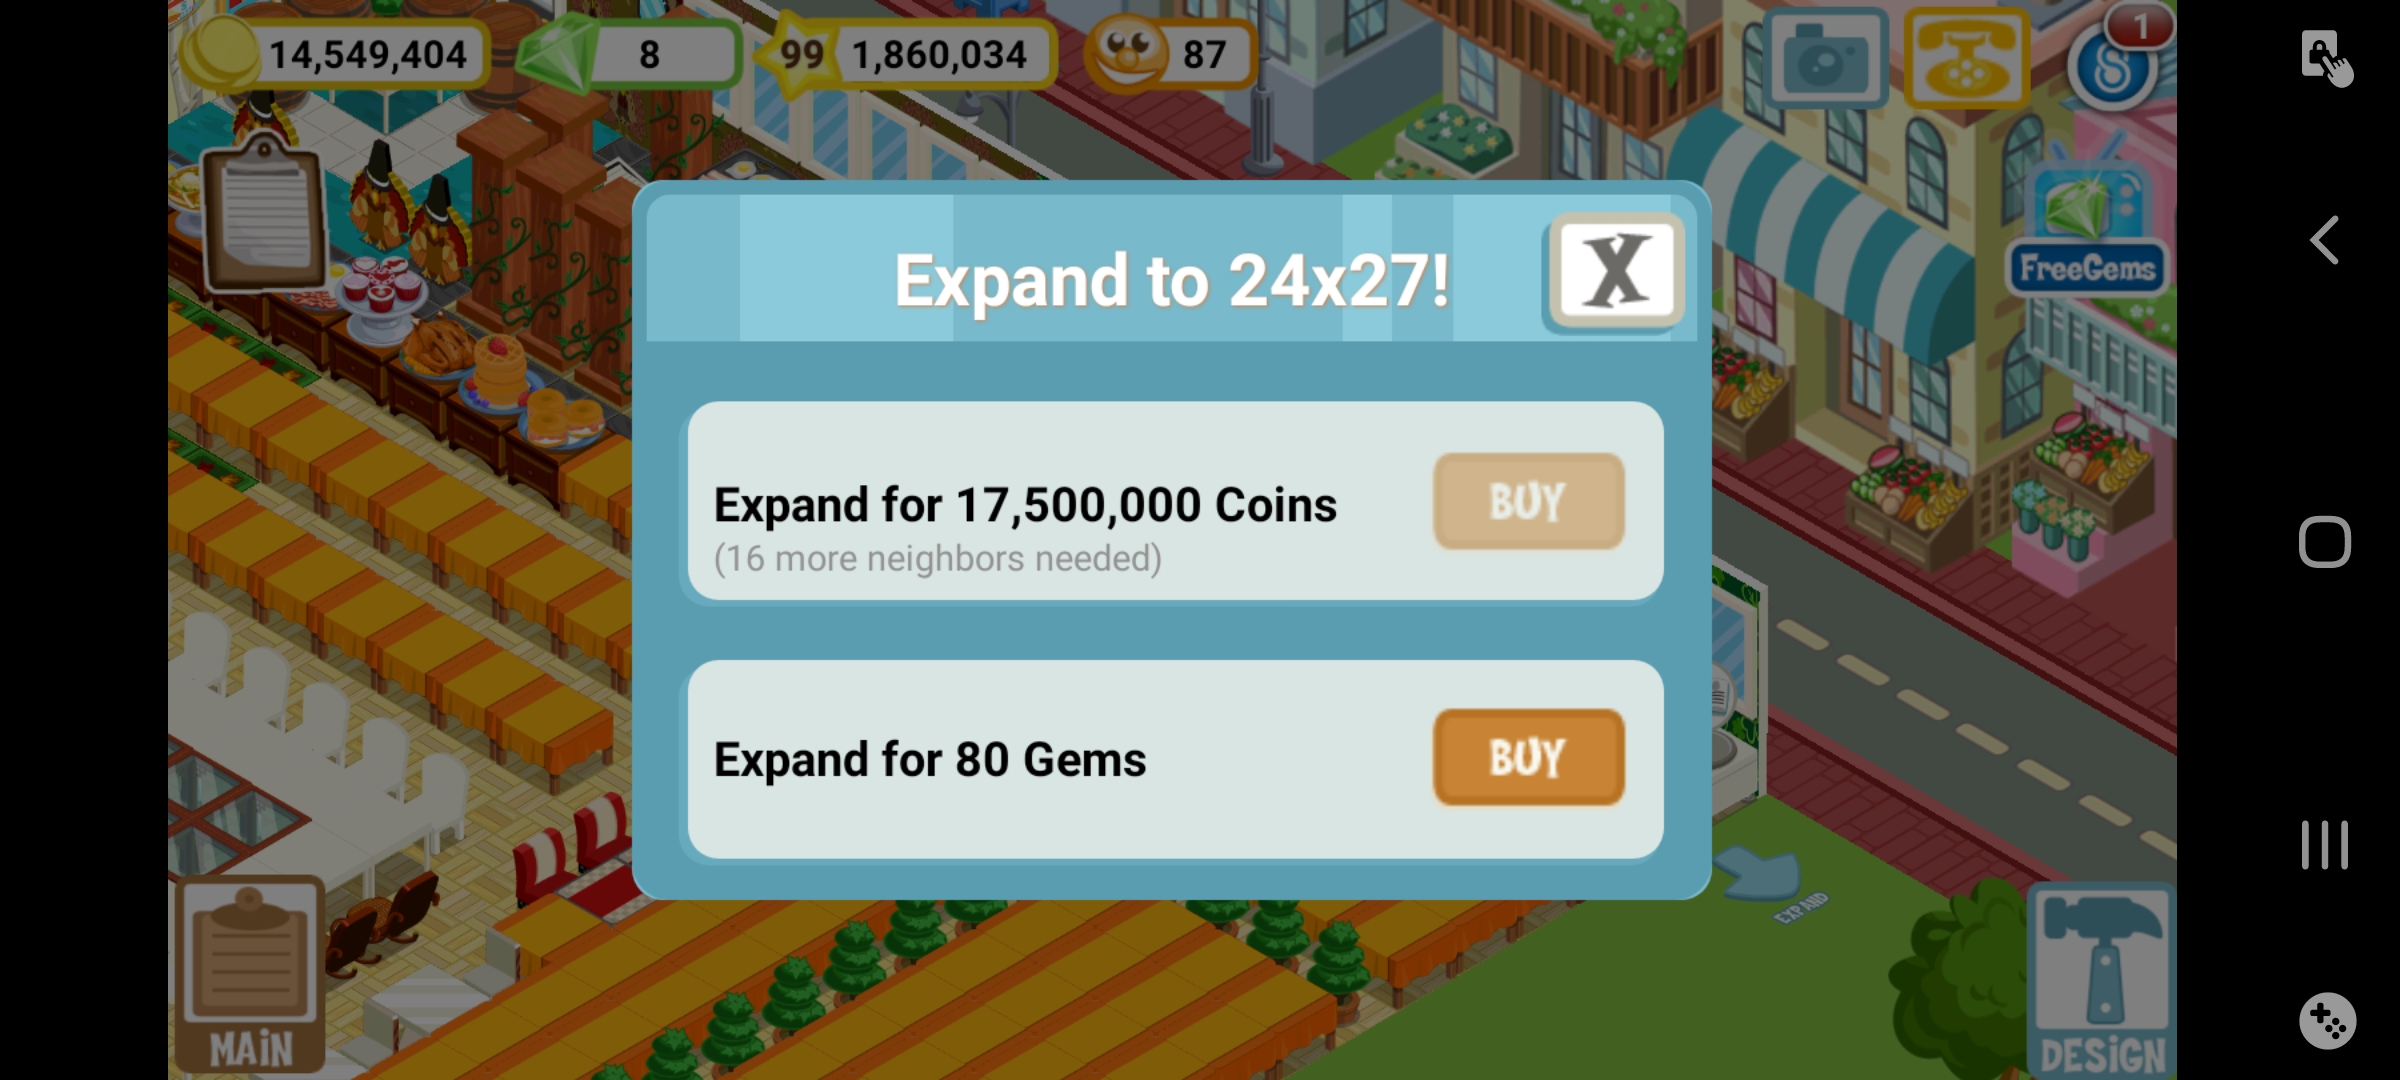 14,549,404
8
99
1,860,034
87
1
FreeGems
Expand to 24x27!
X
Expand for 17,500,000 Coins
BUY
(16 more neighbors needed)
Expand for 80 Gems
BUY
EXPAND
MAIN
DESIGN